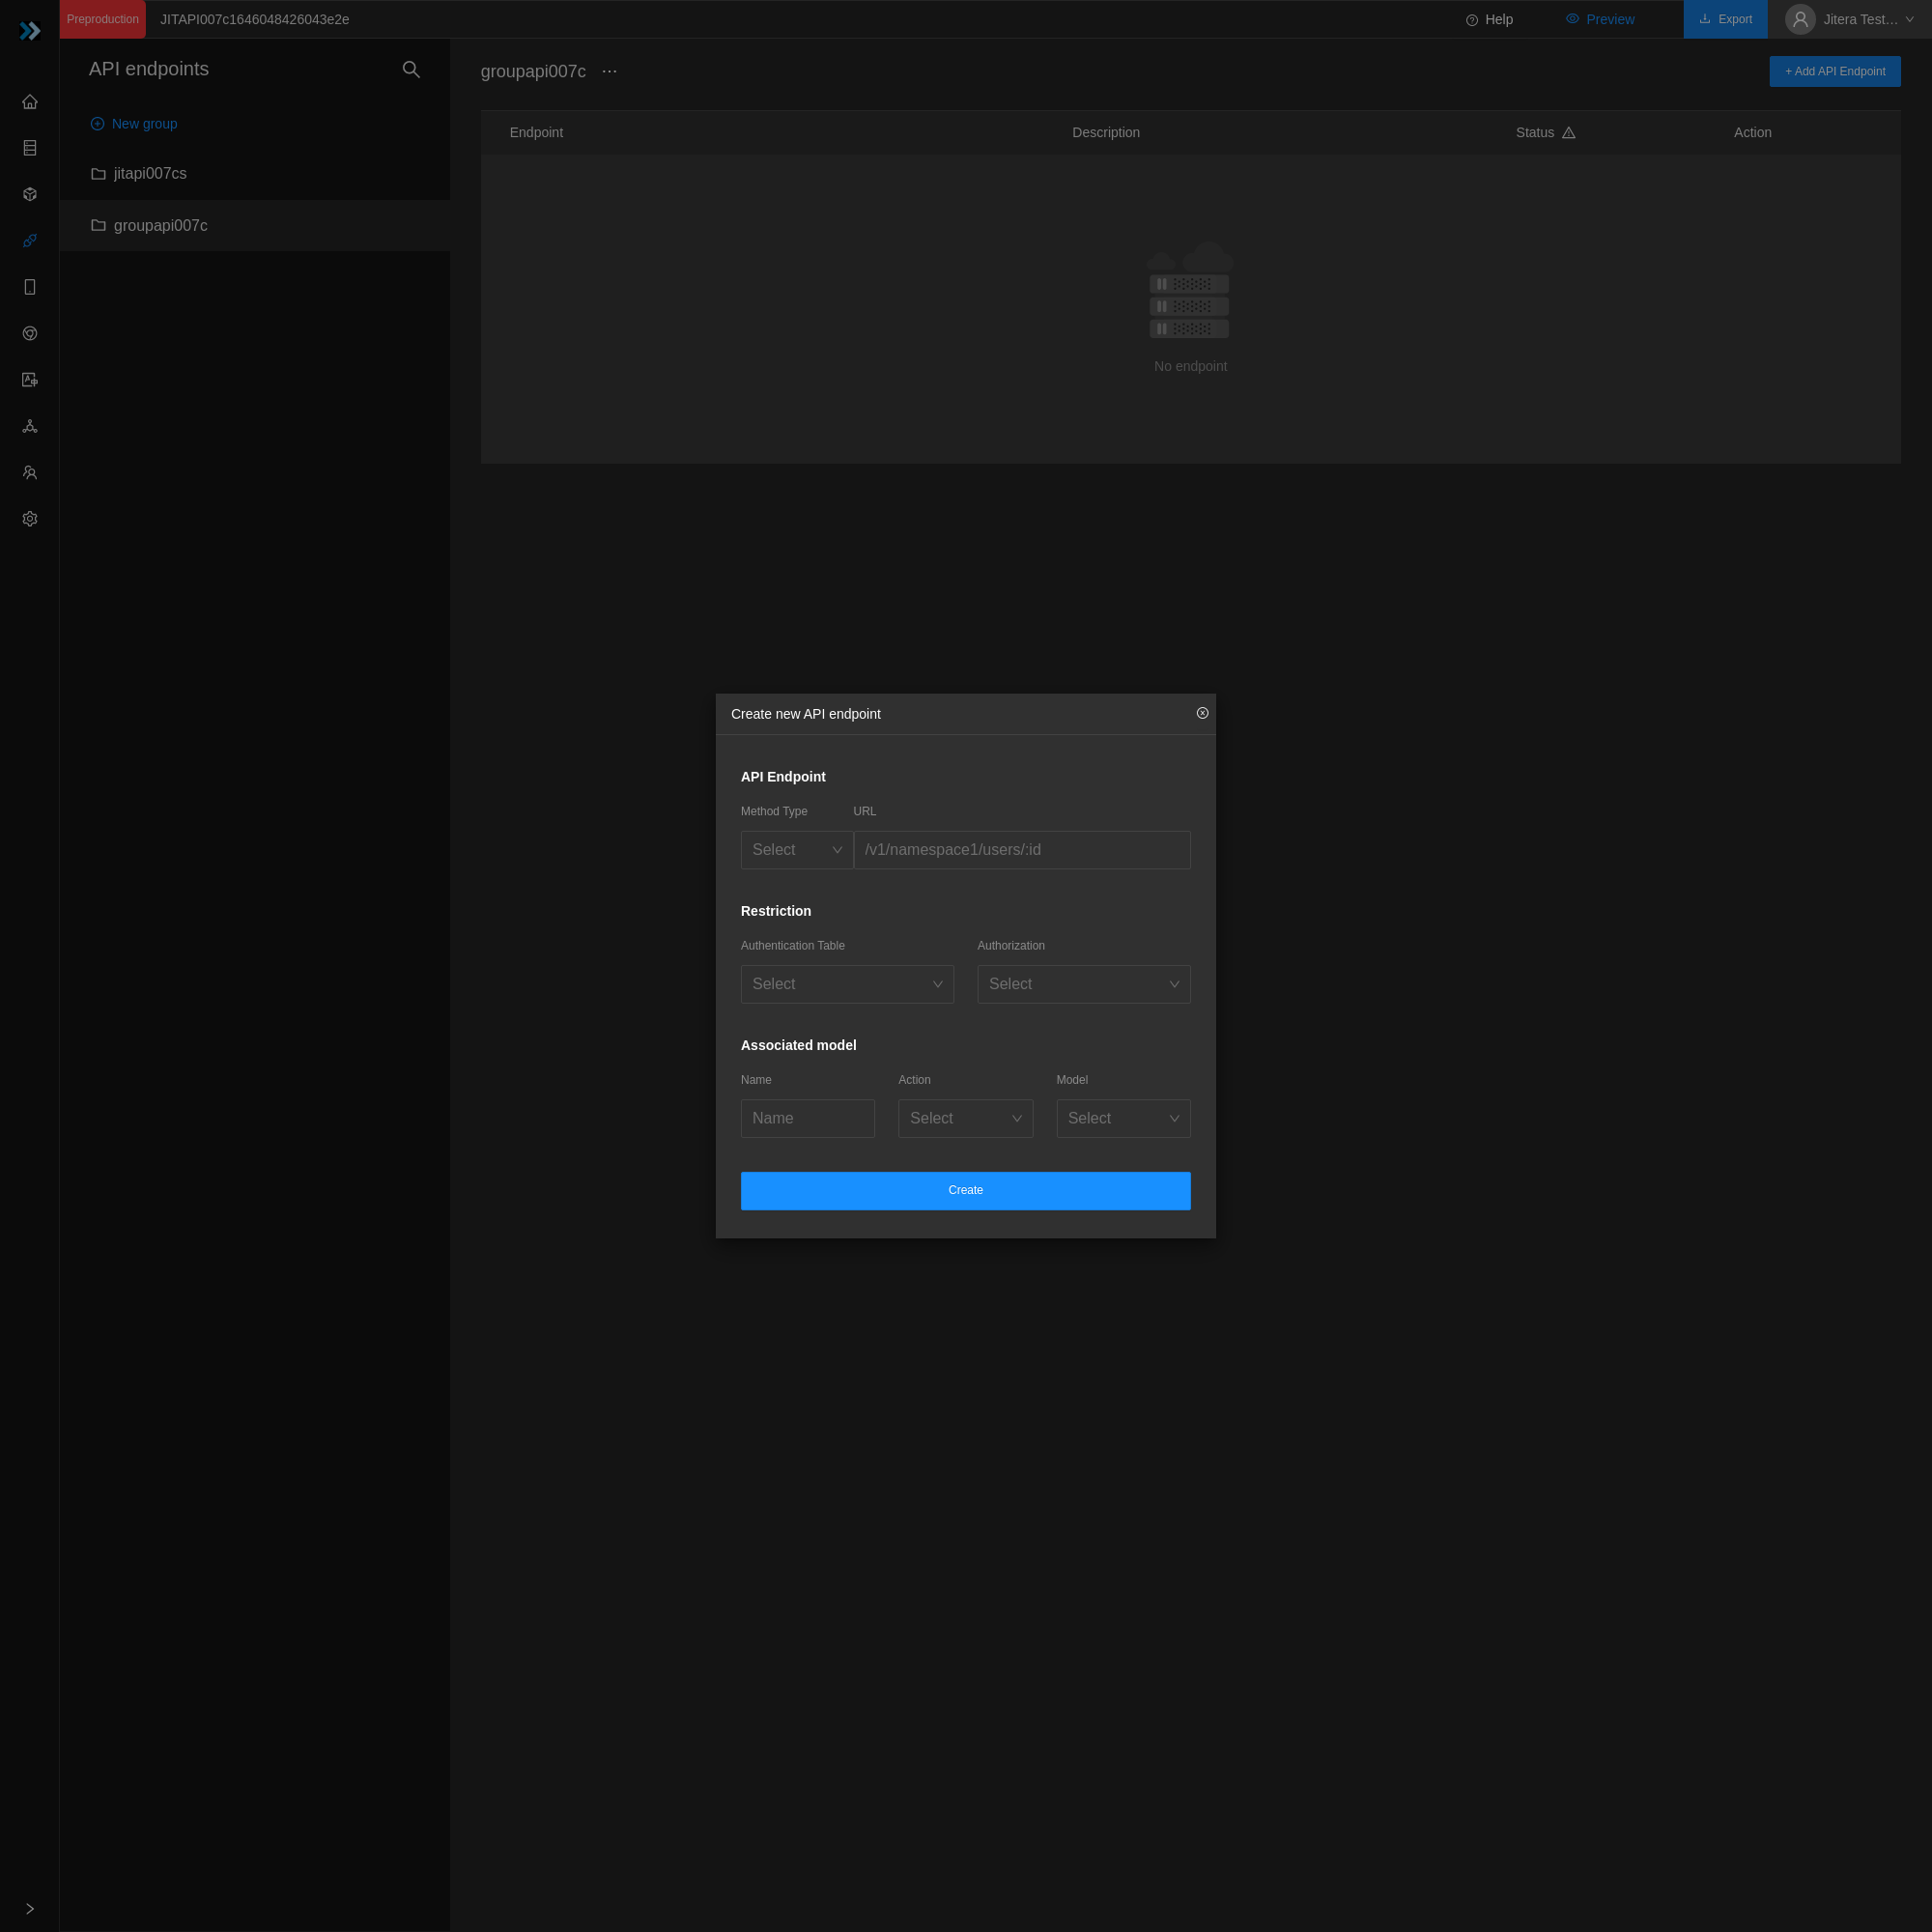 Preproduction JITAPI007c1646048426043e2e Help Preview Export Jitera Test…
API endpoints
groupapi007c ···
+ Add API Endpoint
New group
Endpoint Description Status Action
jitapi007cs
groupapi007c
No endpoint
Create new API endpoint
API Endpoint
Method Type URL
Select /v1/namespace1/users/:id
Restriction
Authentication Table Authorization
Select Select
Associated model
Name Action Model
Name Select Select
Create